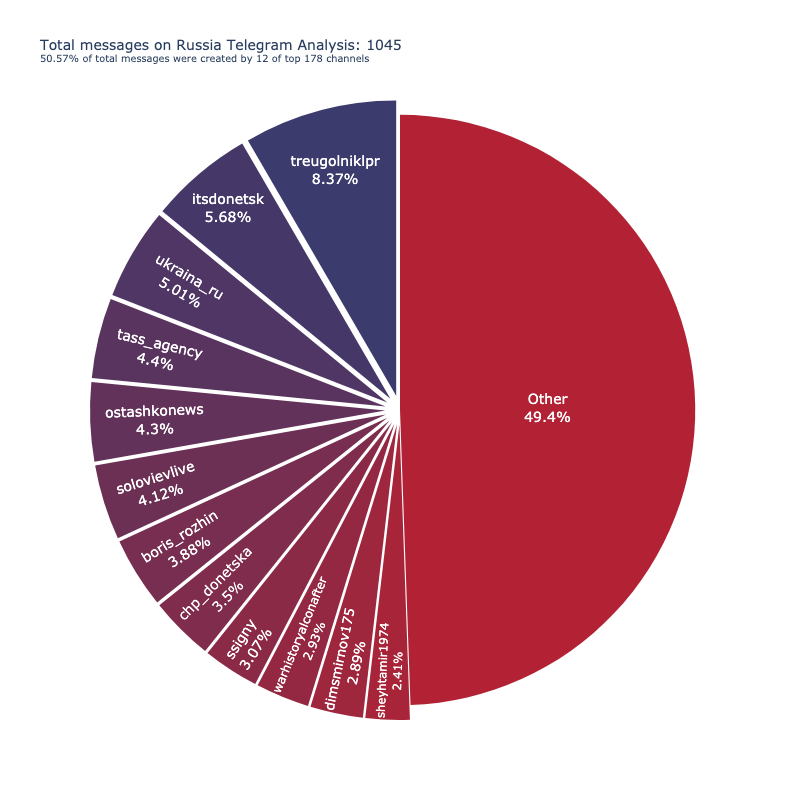 Total messages on Russia Telegram Analysis: 1045
50.57% of total messages were created by 12 of top 178 channels
treugolniklpr
8.37%
itsdonetsk
5.68%
ukraina_ru
5.01%
tass_agency
4.4%
ostashkonews
4.3%
solovievlive
4.12%
boris_rozhin
3.88%
chp_donetska
3.5%
ssigny
3.07%
warhistoryalconafter
2.93%
dimsmirnov175
2.89%
sheyhtamir1974
2.41%
Other
49.4%